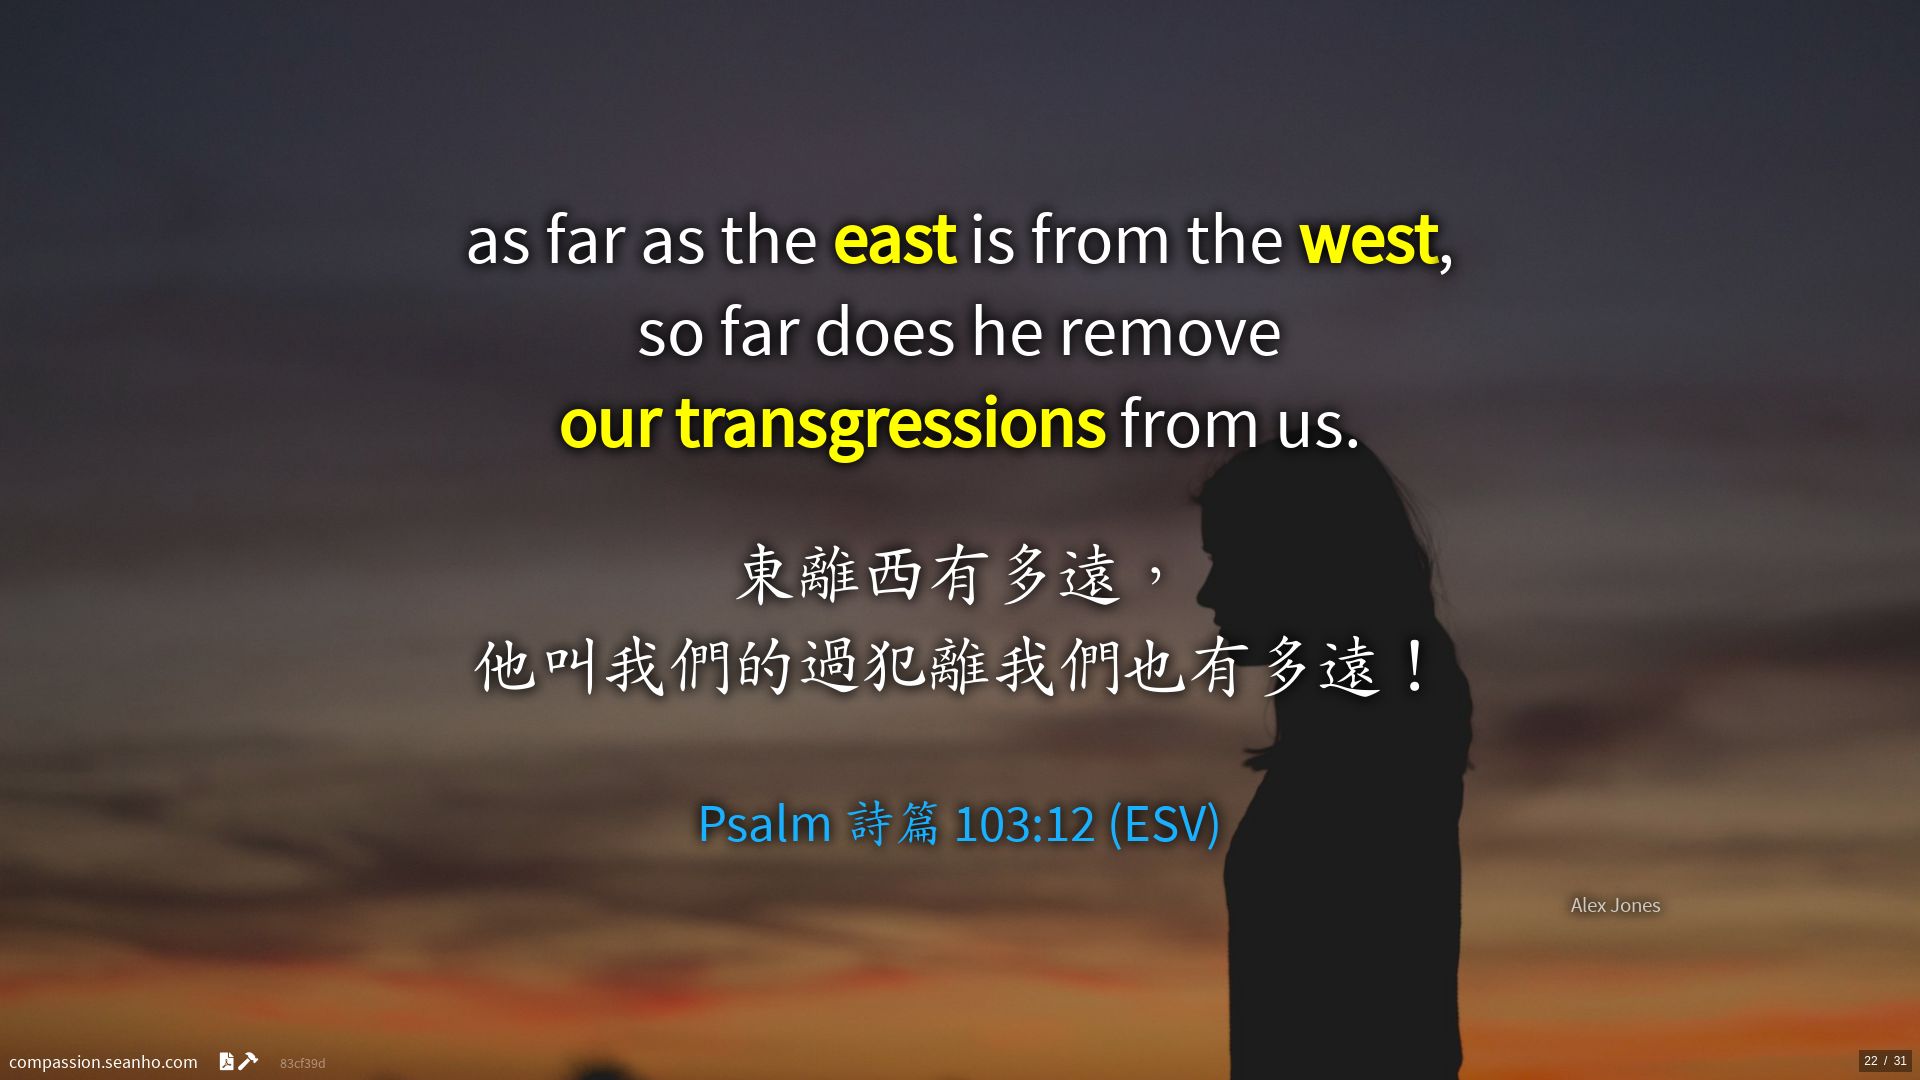 as far as the east is from the west,
so far does he remove
our transgressions from us.
東離西有多遠，
他叫我們的過犯離我們也有多遠！
Psalm 詩篇 103:12 (ESV)
Alex Jones
compassion.seanho.com 83cf39d
22 / 31